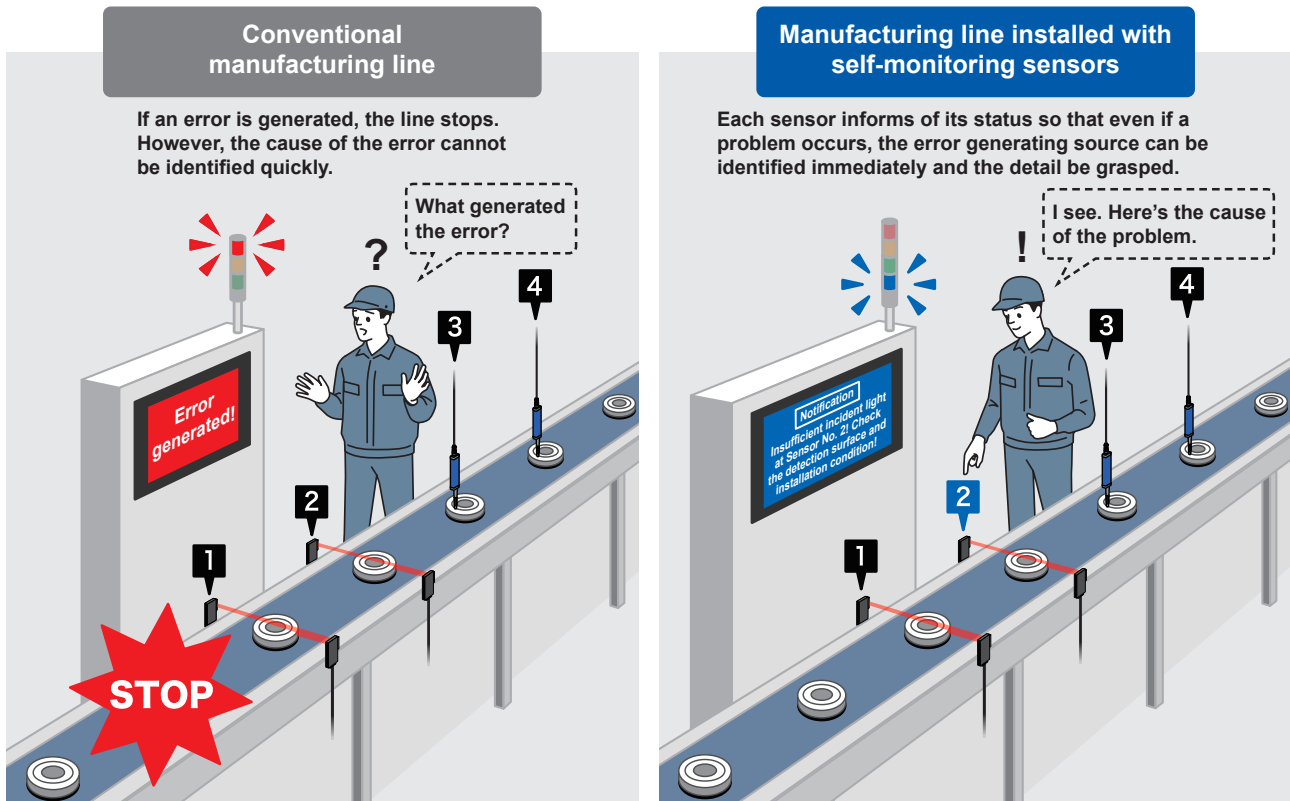 Conventional
manufacturing line
If an error is generated, the line stops.
However, the cause of the error cannot
be identified quickly.
What generated
the error?
?
4
3
Error
generated!
2
1
STOP
Manufacturing line installed with
self-monitoring sensors
Each sensor informs of its status so that even if a
problem occurs, the error generating source can be
identified immediately and the detail be grasped.
I see. Here's the cause
of the problem.
!
4
3
Notification
Insufficient incident light
at Sensor No. 2! Check
the detection surface and
installation condition!
2
1